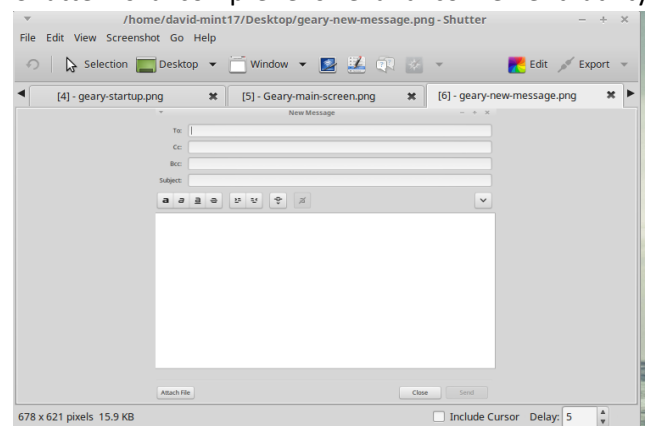 /home/david-mint17/Desktop/geary-new-message.png - Shutter
File Edit View Screenshot Go Help
Selection Desktop Window Edit Export
[4] - geary-startup.png [5] - Geary-main-screen.png [6] - geary-new-message.png
New Message
To:
Cc:
Bcc:
Subject:
a a a a
Attach File Close Send
678 x 621 pixels 15.9 KB Include Cursor Delay: 5